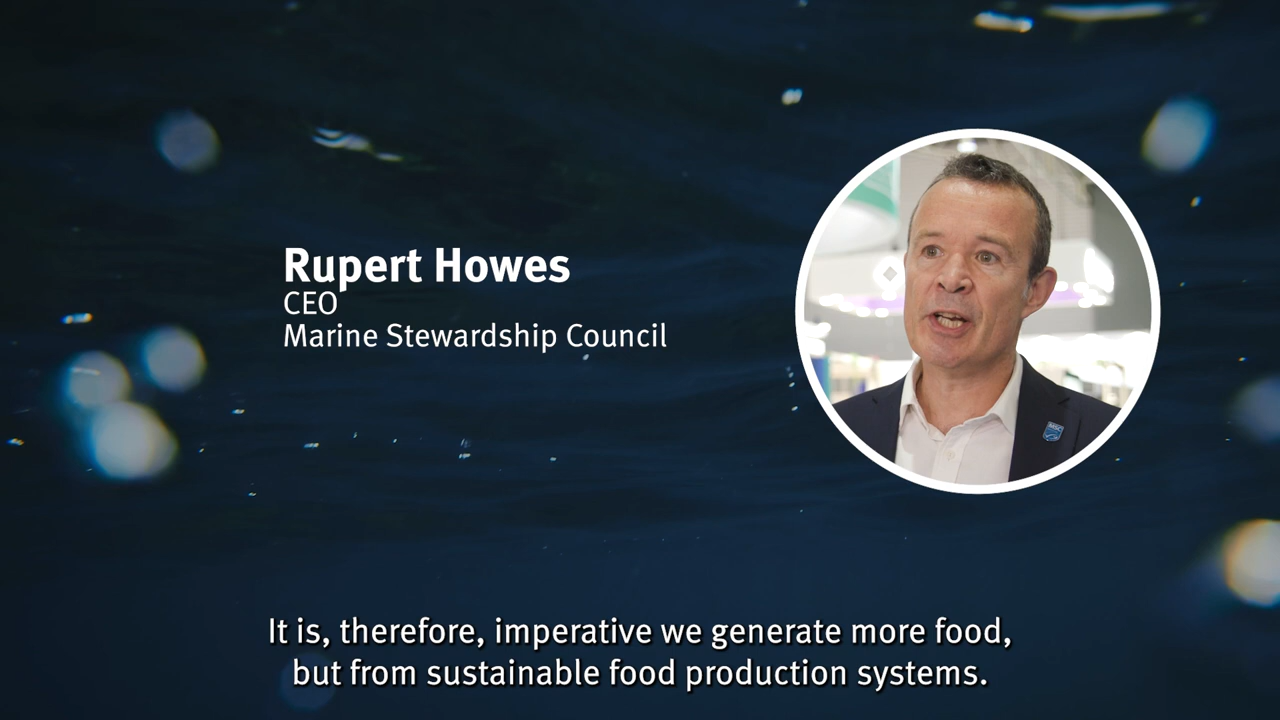 Rupert Howes
CEO
Marine Stewardship Council
It is, therefore, imperative we generate more food,
but from sustainable food production systems.